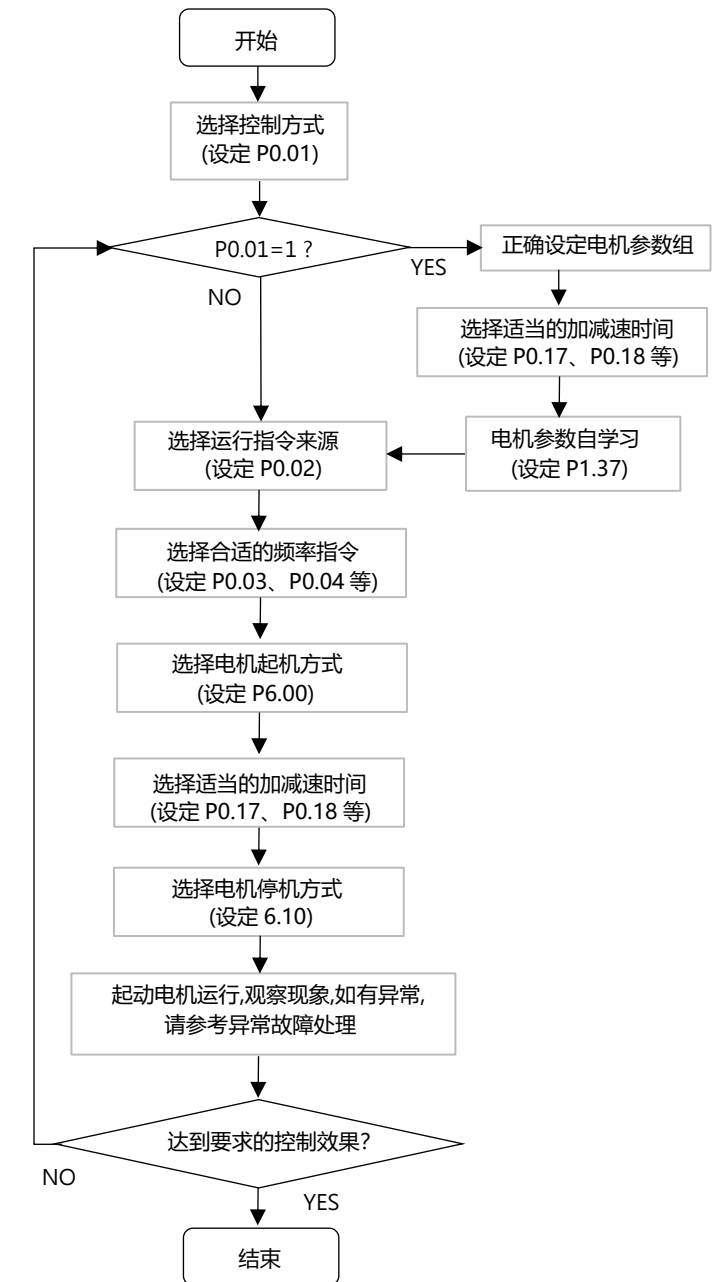 开始
选择控制方式
(设定 P0.01)
P0.01=1？
YES
正确设定电机参数组
NO
选择适当的加减速时间
(设定 P0.17、P0.18 等)
选择运行指令来源
(设定 P0.02)
电机参数自学习
(设定 P1.37)
选择合适的频率指令
(设定 P0.03、P0.04 等)
选择电机起机方式
(设定 P6.00)
选择适当的加减速时间
(设定 P0.17、P0.18 等)
选择电机停机方式
(设定 6.10)
起动电机运行,观察现象,如有异常,
请参考异常故障处理
达到要求的控制效果?
NO
YES
结束